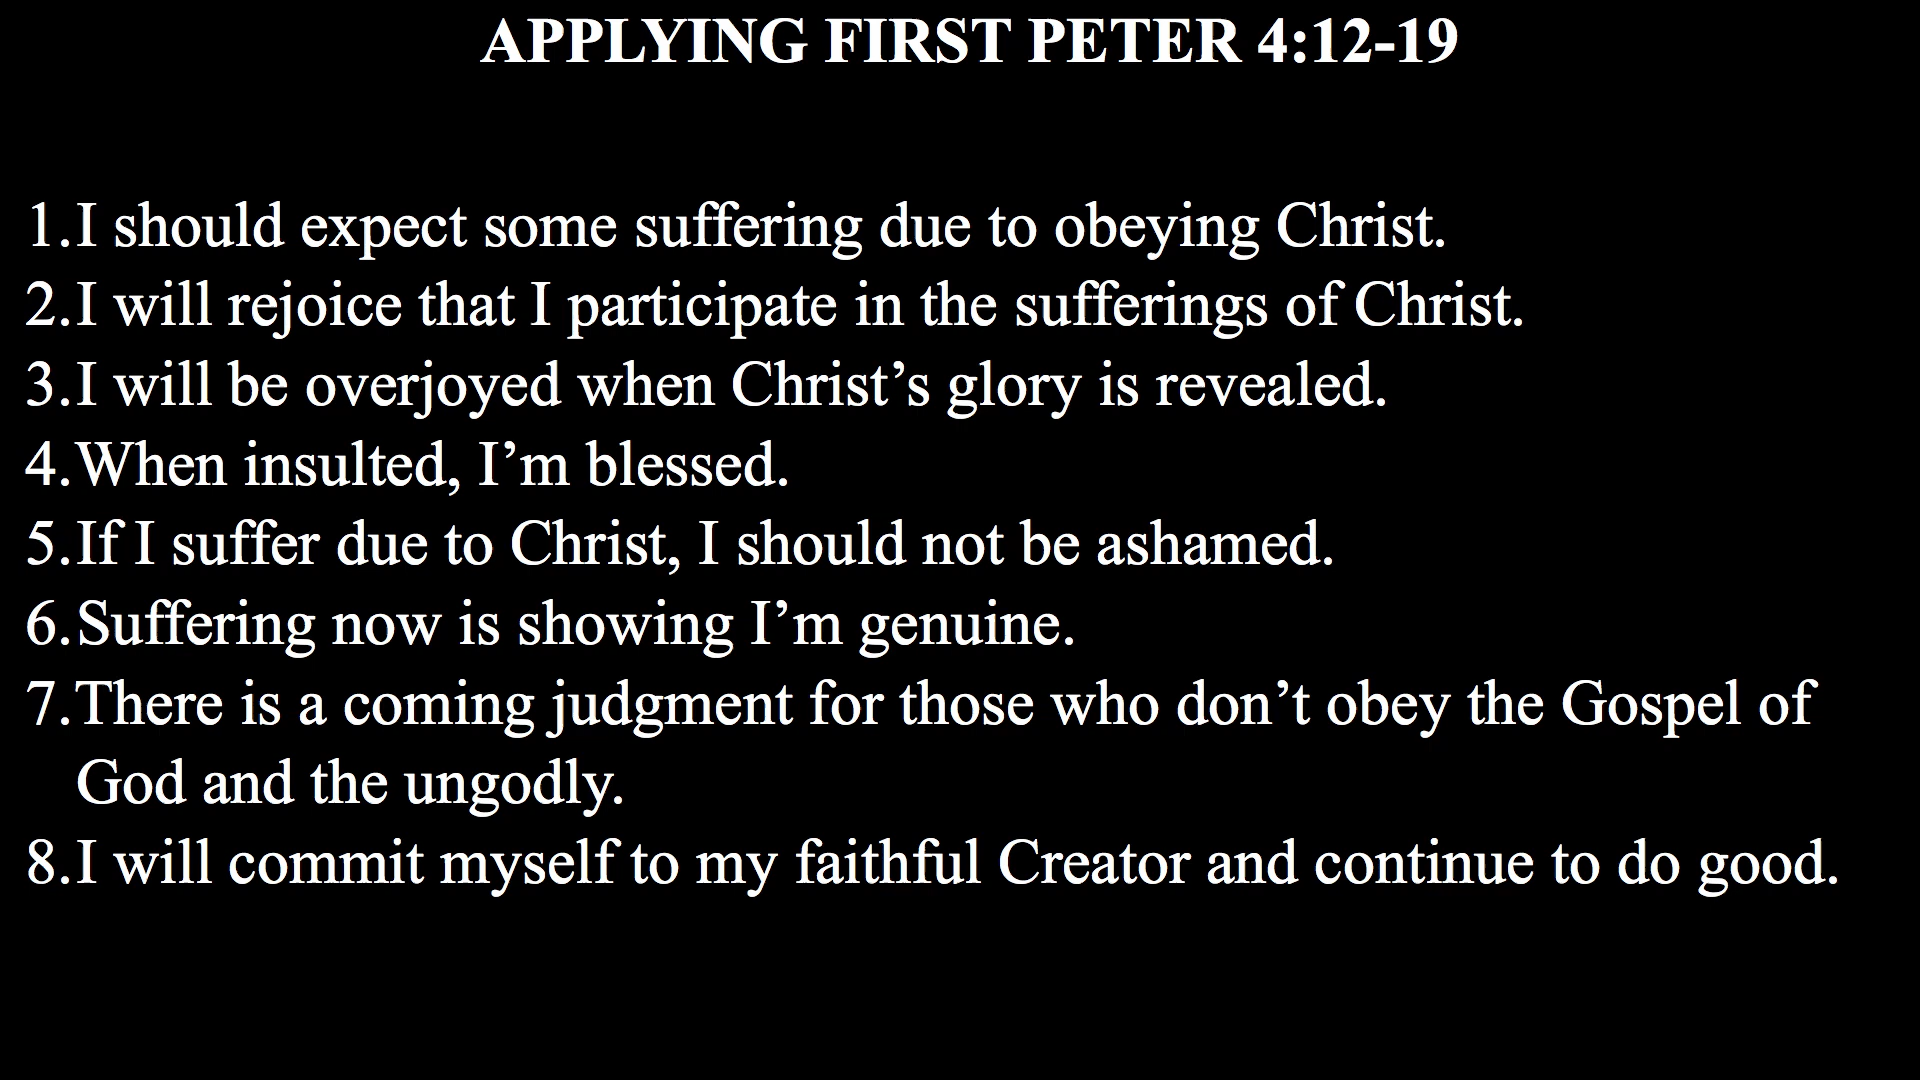 APPLYING FIRST PETER 4:12-19
1.I should expect some suffering due to obeying Christ.
2.I will rejoice that I participate in the sufferings of Christ.
3.I will be overjoyed when Christ’s glory is revealed.
4.When insulted, I’m blessed.
5.If I suffer due to Christ, I should not be ashamed.
6.Suffering now is showing I’m genuine.
7.There is a coming judgment for those who don’t obey the Gospel of
God and the ungodly.
8.I will commit myself to my faithful Creator and continue to do good.